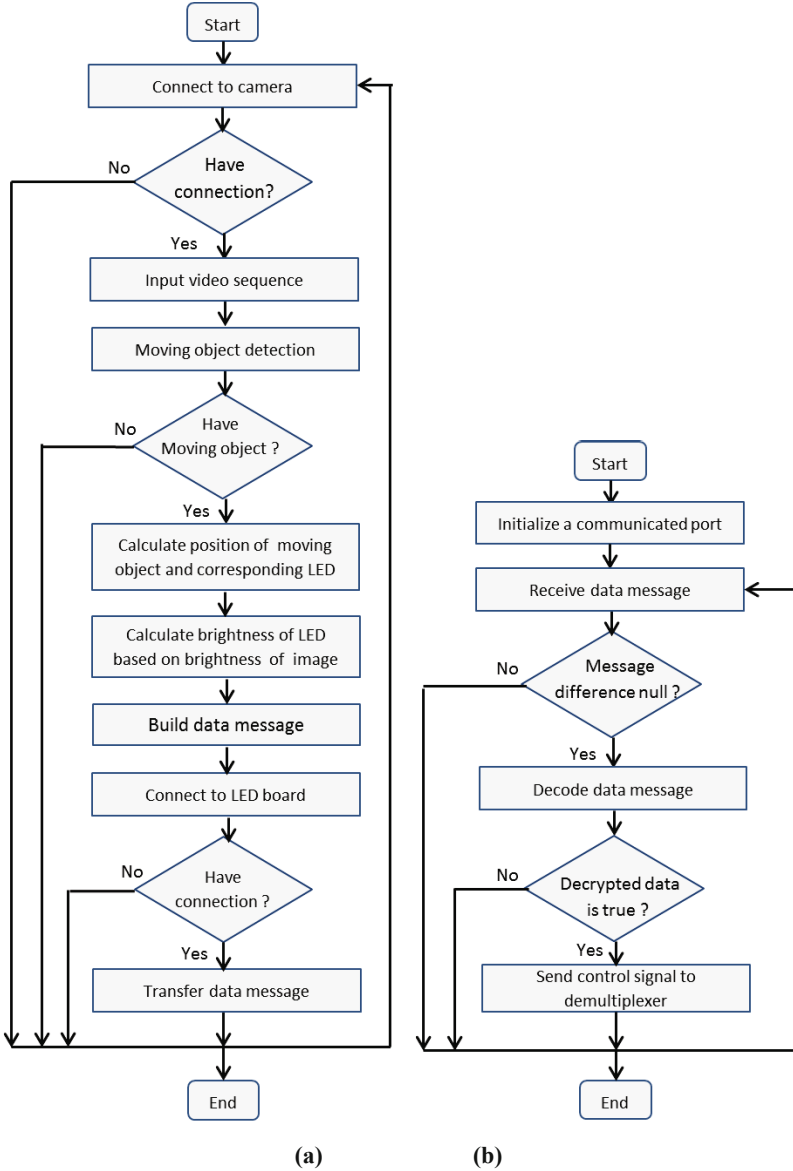 Start
Connect to camera
No
Have
connection?
Yes
Input video sequence
Moving object detection
No
Have
Moving object ?
Yes
Calculate position of moving
object and corresponding LED
Calculate brightness of LED
based on brightness of image
Build data message
Connect to LED board
No
Have
connection ?
Yes
Transfer data message
End
(a)
Start
Initialize a communicated port
Receive data message
No
Message
difference null ?
Yes
Decode data message
No
Decrypted data
is true ?
Yes
Send control signal to
demultiplexer
End
(b)